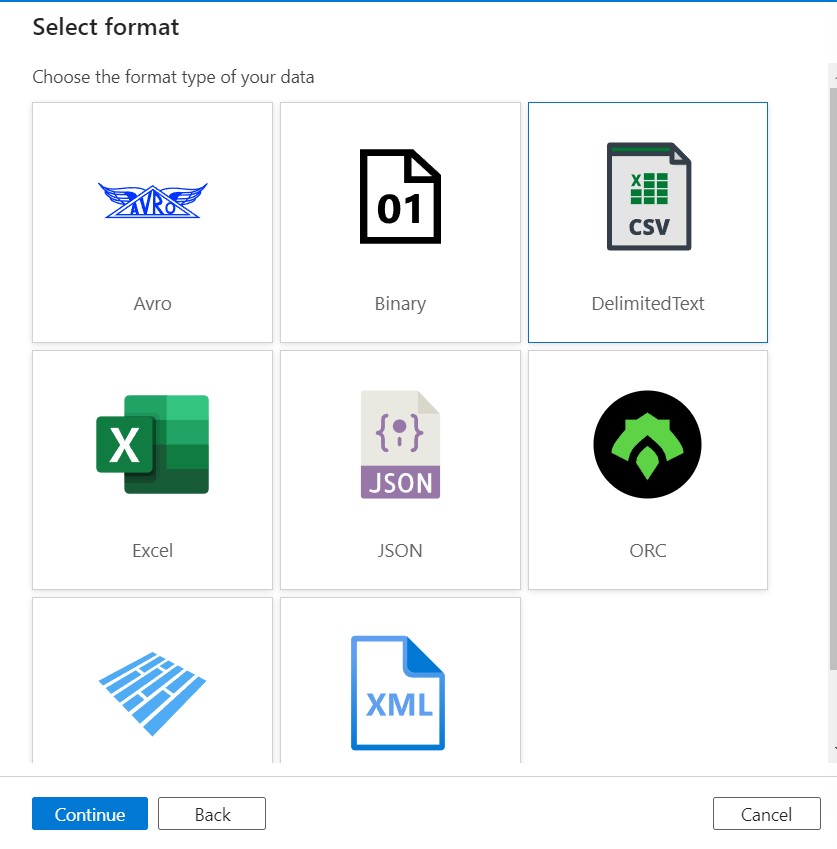 Select format
Choose the format type of your data
AVRO
01
X
CSV
Avro
Binary
DelimitedText
X
{ }
JSON
Excel
JSON
ORC
XML
Continue
Back
Cancel